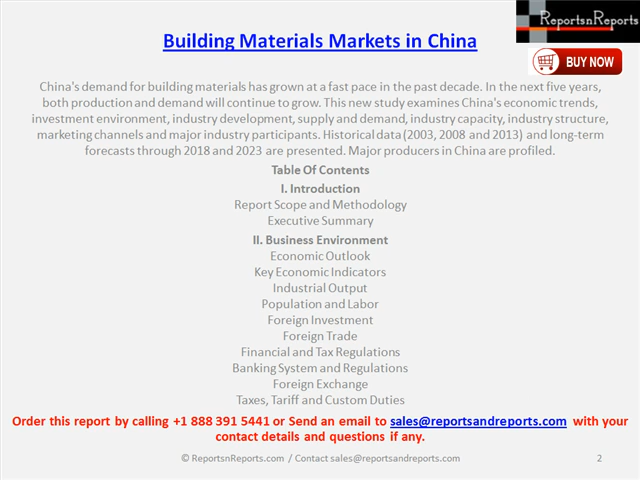 ReportsnReports
Building Materials Markets in China
BUY NOW
China's demand for building materials has grown at a fast pace in the past decade. In the next five years,
both production and demand will continue to grow. This new study examines China's economic trends,
investment environment, industry development, supply and demand, industry capacity, industry structure,
marketing channels and major industry participants. Historical data (2003, 2008 and 2013) and long-term
forecasts through 2018 and 2023 are presented. Major producers in China are profiled.
Table Of Contents
I. Introduction
Report Scope and Methodology
Executive Summary
II. Business Environment
Economic Outlook
Key Economic Indicators
Industrial Output
Population and Labor
Foreign Investment
Foreign Trade
Financial and Tax Regulations
Banking System and Regulations
Foreign Exchange
Taxes, Tariff and Custom Duties
Order this report by calling +1 888 391 5441 or Send an email to sales@reportsandreports.com with your
contact details and questions if any.
© ReportsnReports.com / Contact sales@reportsandreports.com
2